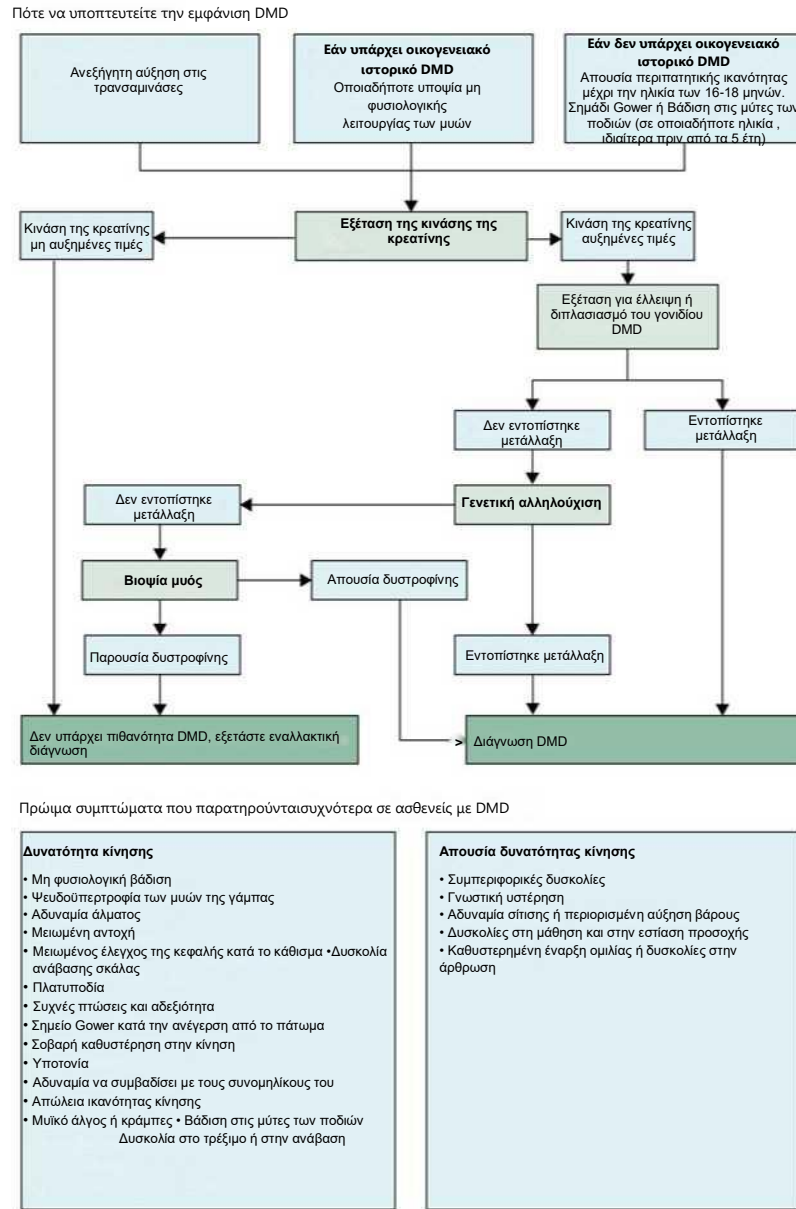 Πότε να υποπτευτείτε την εμφάνιση DMD
Ανεξήγητη αύξηση στις
τρανσαμινάσες
Εάν υπάρχει οικογενειακό
ιστορικό DMD
Οποιαδήποτε υποψία μη
φυσιολογικής
λειτουργίας των μυών
Εάν δεν υπάρχει οικογενειακό
ιστορικό DMD
Απουσία περιπατητικής ικανότητας
μέχρι την ηλικία των 16-18 μηνών.
Σημάδι Gower ή Βάδιση στις μύτες των
ποδιών (σε οποιαδήποτε ηλικία ,
ιδιαίτερα πριν από τα 5 έτη)
Κινάση της κρεατίνης
μη αυξημένες τιμές
Εξέταση της κινάσης της
κρεατίνης
Κινάση της κρεατίνης
αυξημένες τιμές
Εξέταση για έλλειψη ή
διπλασιασμό του γονιδίου
DMD
Δεν εντοπίστηκε
μετάλλαξη
Εντοπίστηκε
μετάλλαξη
Δεν εντοπίστηκε
μετάλλαξη
Γενετική αλληλούχιση
Βιοψία μυός
Απουσία δυστροφίνης
Παρουσία δυστροφίνης
Εντοπίστηκε μετάλλαξη
Δεν υπάρχει πιθανότητα DMD, εξετάστε εναλλακτική
διάγνωση
> Διάγνωση DMD
Πρώιμα συμπτώματα που παρατηρούνταισυχνότερα σε ασθενείς με DMD
Δυνατότητα κίνησης
• Μη φυσιολογική βάδιση
• Ψευδοϋπερτροφία των μυών της γάμπας
• Αδυναμία άλματος
• Μειωμένη αντοχή
• Μειωμένος έλεγχος της κεφαλής κατά το κάθισμα •Δυσκολία
ανάβασης σκάλας
• Πλατυποδία
• Συχνές πτώσεις και αδεξιότητα
• Σημείο Gower κατά την ανέγερση από το πάτωμα
• Σοβαρή καθυστέρηση στην κίνηση
• Υποτονία
• Αδυναμία να συμβαδίσει με τους συνομηλίκους του
• Απώλεια ικανότητας κίνησης
• Μυϊκό άλγος ή κράμπες • Βάδιση στις μύτες των ποδιών
Δυσκολία στο τρέξιμο ή στην ανάβαση
Απουσία δυνατότητας κίνησης
• Συμπεριφορικές δυσκολίες
• Γνωστική υστέρηση
• Αδυναμία σίτισης ή περιορισμένη αύξηση βάρους
• Δυσκολίες στη μάθηση και στην εστίαση προσοχής
• Καθυστερημένη έναρξη ομιλίας ή δυσκολίες στην
άρθρωση